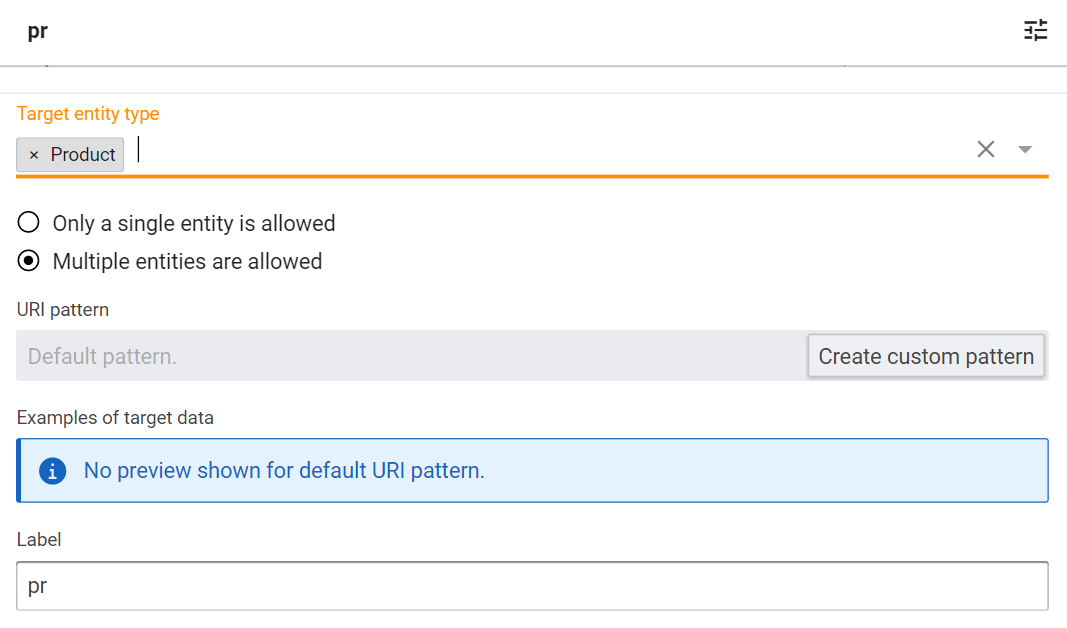 pr
Target entity type
× Product
Only a single entity is allowed
Multiple entities are allowed
URI pattern
Default pattern.
Create custom pattern
Examples of target data
No preview shown for default URI pattern.
Label
pr